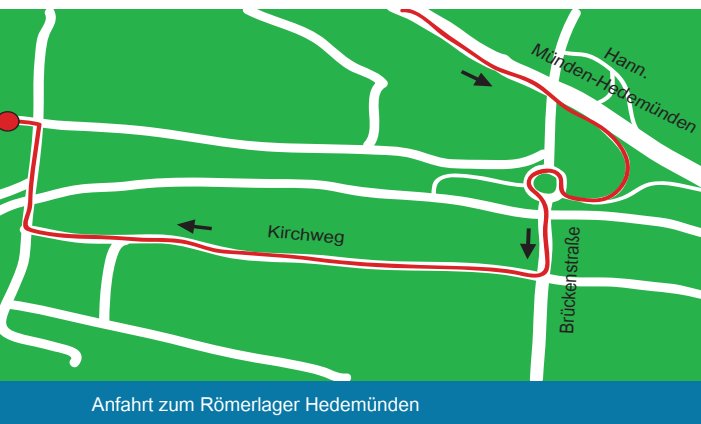 Hann.
Münden-Hedemünden
Kirchweg
Brückenstraße
Anfahrt zum Römerlager Hedemünden